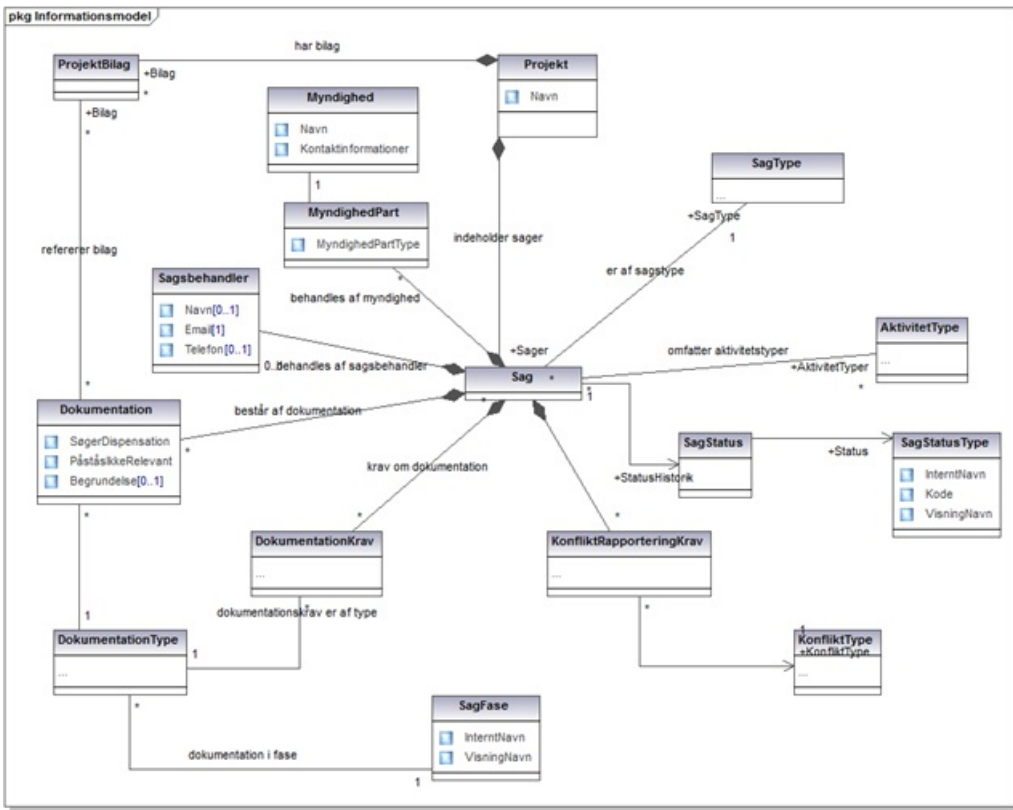 pkg Informationsmodel
har bilag
ProjektBilag
+Bilag
*
+Bilag
*
Projekt
Navn
Myndighed
Navn
Kontaktinformationer
1
MyndighedPart
MyndighedPartType
*
SagType
...
+SagType
1
refererer bilag
indeholder sager
er af sagstype
Sagsbehandler
Navn[0..1]
Email[1]
Telefon[0..1]
behandles af myndighed
AktivitetType
...
omfatter aktivitetstyper
+AktivitetTyper
*
+Sager
0..
behandles af sagsbehandler
Sag
*
*
1
*
*
Dokumentation
SøgerDispensation
PåståsIkkeRelevant
Begrundelse[0..1]
består af dokumentation
*
*
SagStatus
+StatusHistorik
+Status
SagStatusType
InterntNavn
Kode
VisningNavn
krav om dokumentation
*
*
DokumentationKrav
...
KonfliktRapporteringKrav
...
dokumentationskrav er af type
*
*
1
DokumentationType
...
1
*
1
KonfliktType
+KonfliktType
...
SagFase
InterntNavn
VisningNavn
dokumentation i fase
1